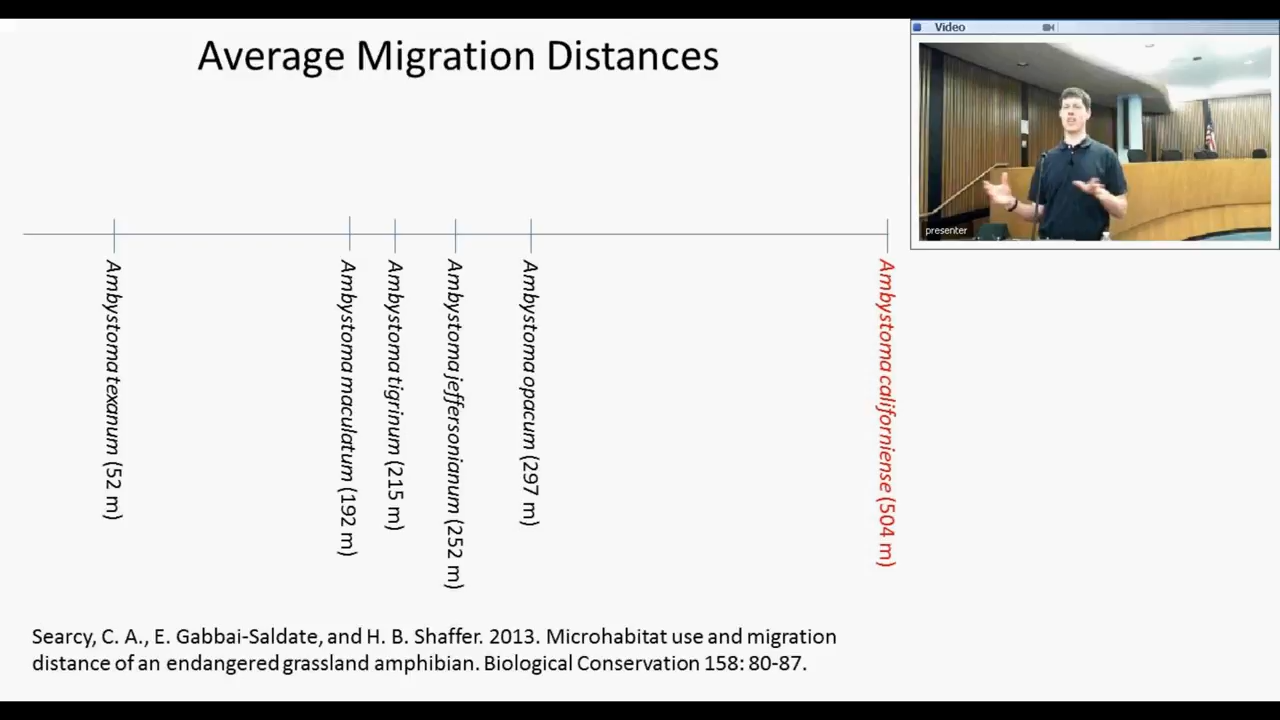 Average Migration Distances
Video
presenter
Ambystoma texanum (52 m)
Ambystoma maculatum (192 m)
Ambystoma tigrinum (215 m)
Ambystoma jeffersonianum (252 m)
Ambystoma opacum (297 m)
Ambystoma californiense (504 m)
Searcy, C. A., E. Gabbai-Saldate, and H. B. Shaffer. 2013. Microhabitat use and migration
distance of an endangered grassland amphibian. Biological Conservation 158: 80-87.